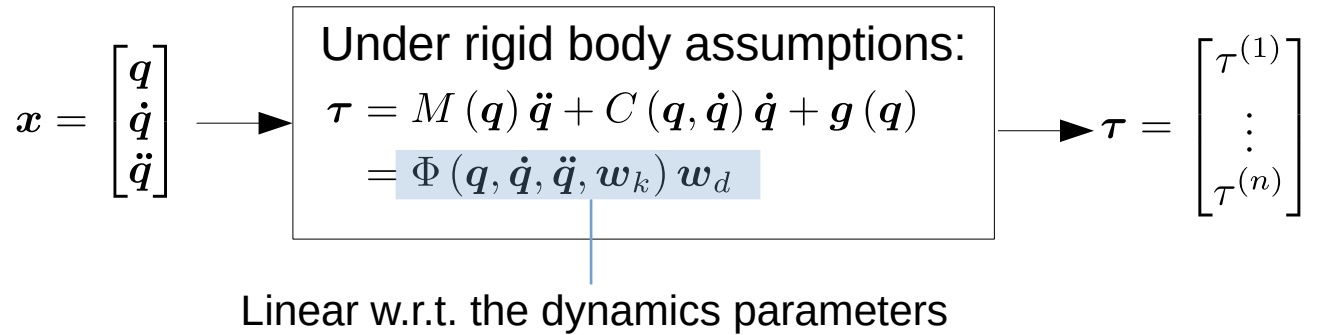 Under rigid body assumptions:
x = [q q̇ q̈]
τ = M (q) q̈ + C (q, q̇) q̇ + g (q)
= Φ (q, q̇, q̈, w_k) w_d
τ = [τ^(1) ⋮ τ^(n)]
Linear w.r.t. the dynamics parameters